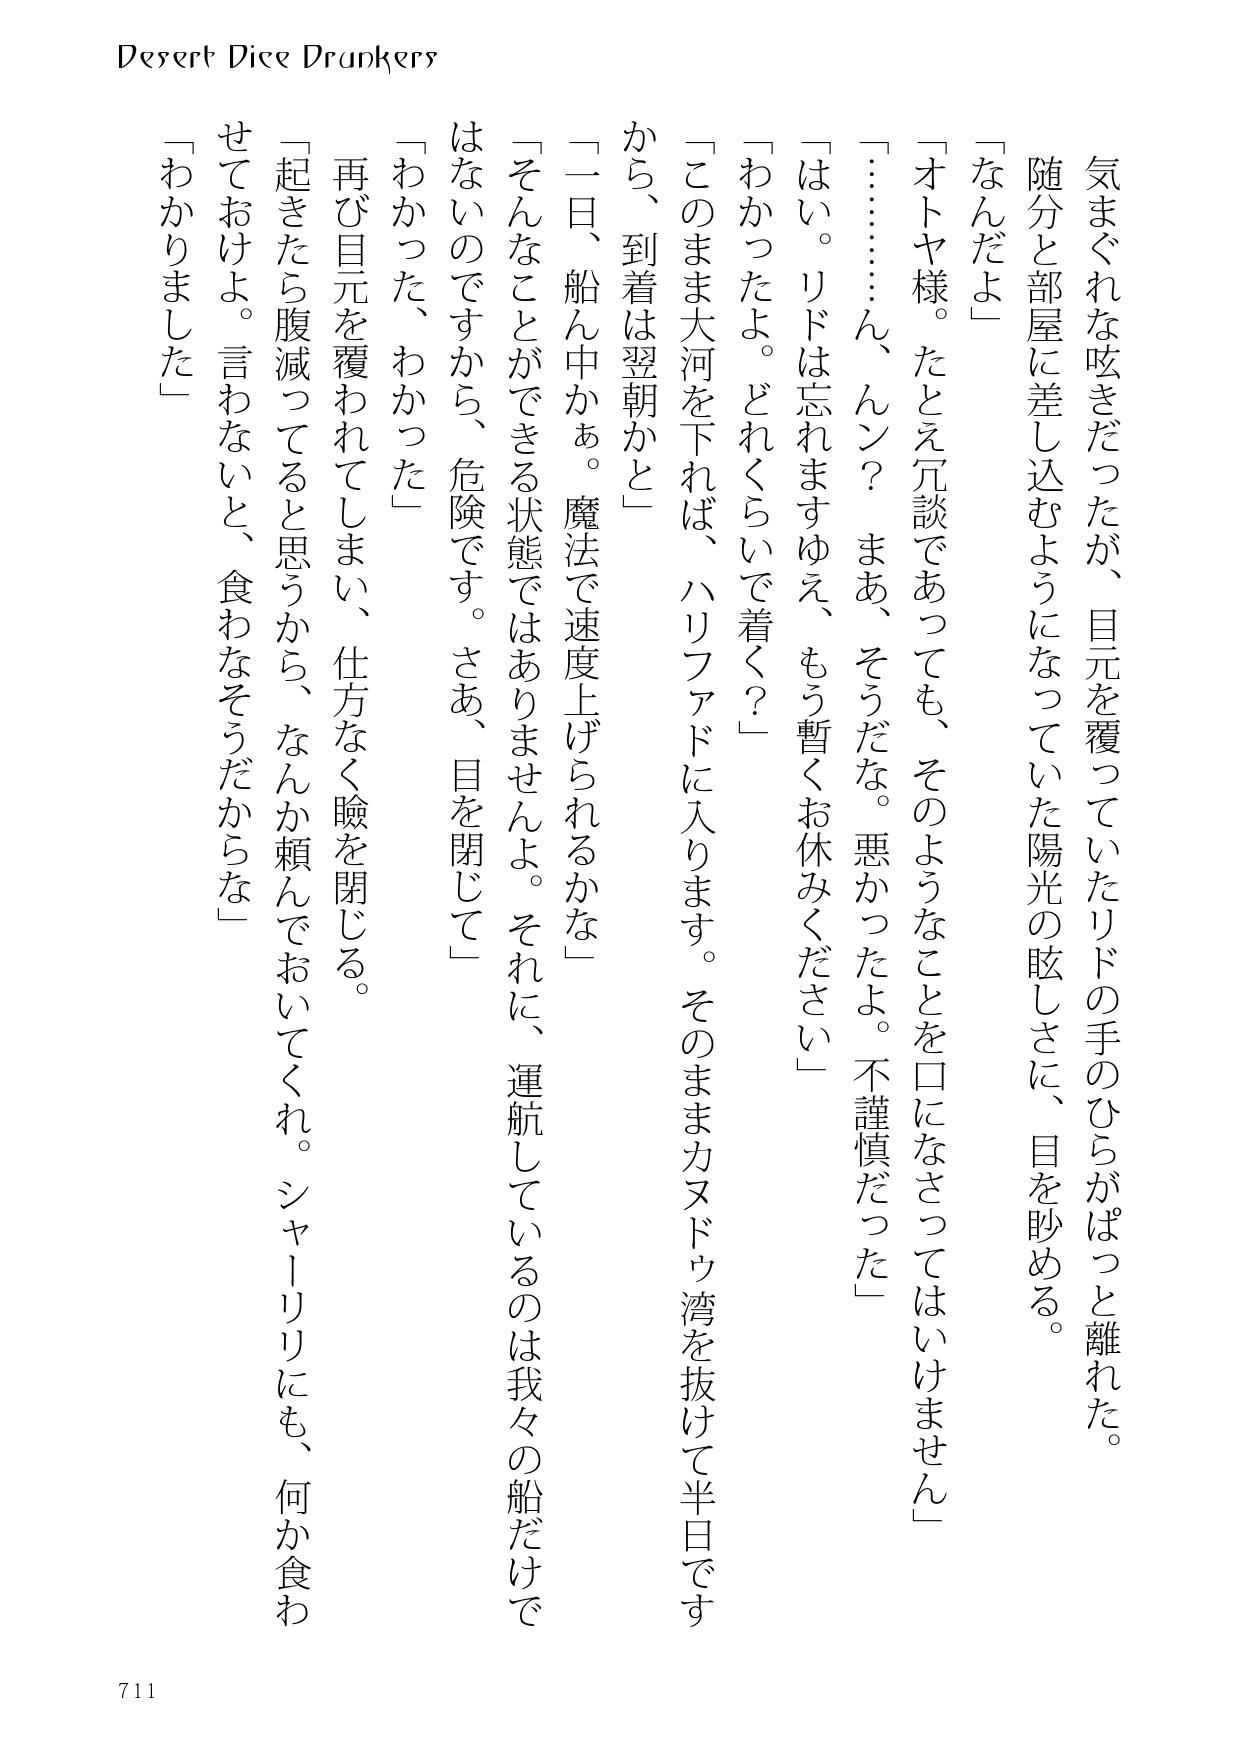 Desert Dice Drunkers
　気まぐれな呟きだったが、目元を覆っていたリドの手のひらがぱっと離れた。
　随分と部屋に差し込むようになっていた陽光の眩しさに、目を眇める。
「なんだよ」
「オトヤ様。たとえ冗談であっても、そのようなことを口になさってはいけません」
「…………ん、んン？　まあ、そうだな。悪かったよ。不謹慎だった」
「はい。リドは忘れますゆえ、もう暫くお休みください」
「わかったよ。どれくらいで着く？」
「このまま大河を下れば、ハリファドに入ります。そのままカヌドゥ湾を抜けて半日です
から、到着は翌朝かと」
「一日、船ん中かぁ。魔法で速度上げられるかな」
「そんなことができる状態ではありませんよ。それに、運航しているのは我々の船だけで
はないのですから、危険です。さあ、目を閉じて」
「わかった、わかった」
　再び目元を覆われてしまい、仕方なく瞼を閉じる。
「起きたら腹減ってると思うから、なんか頼んでおいてくれ。シャーリリにも、何か食わ
せておけよ。言わないと、食わなそうだからな」
「わかりました」
711